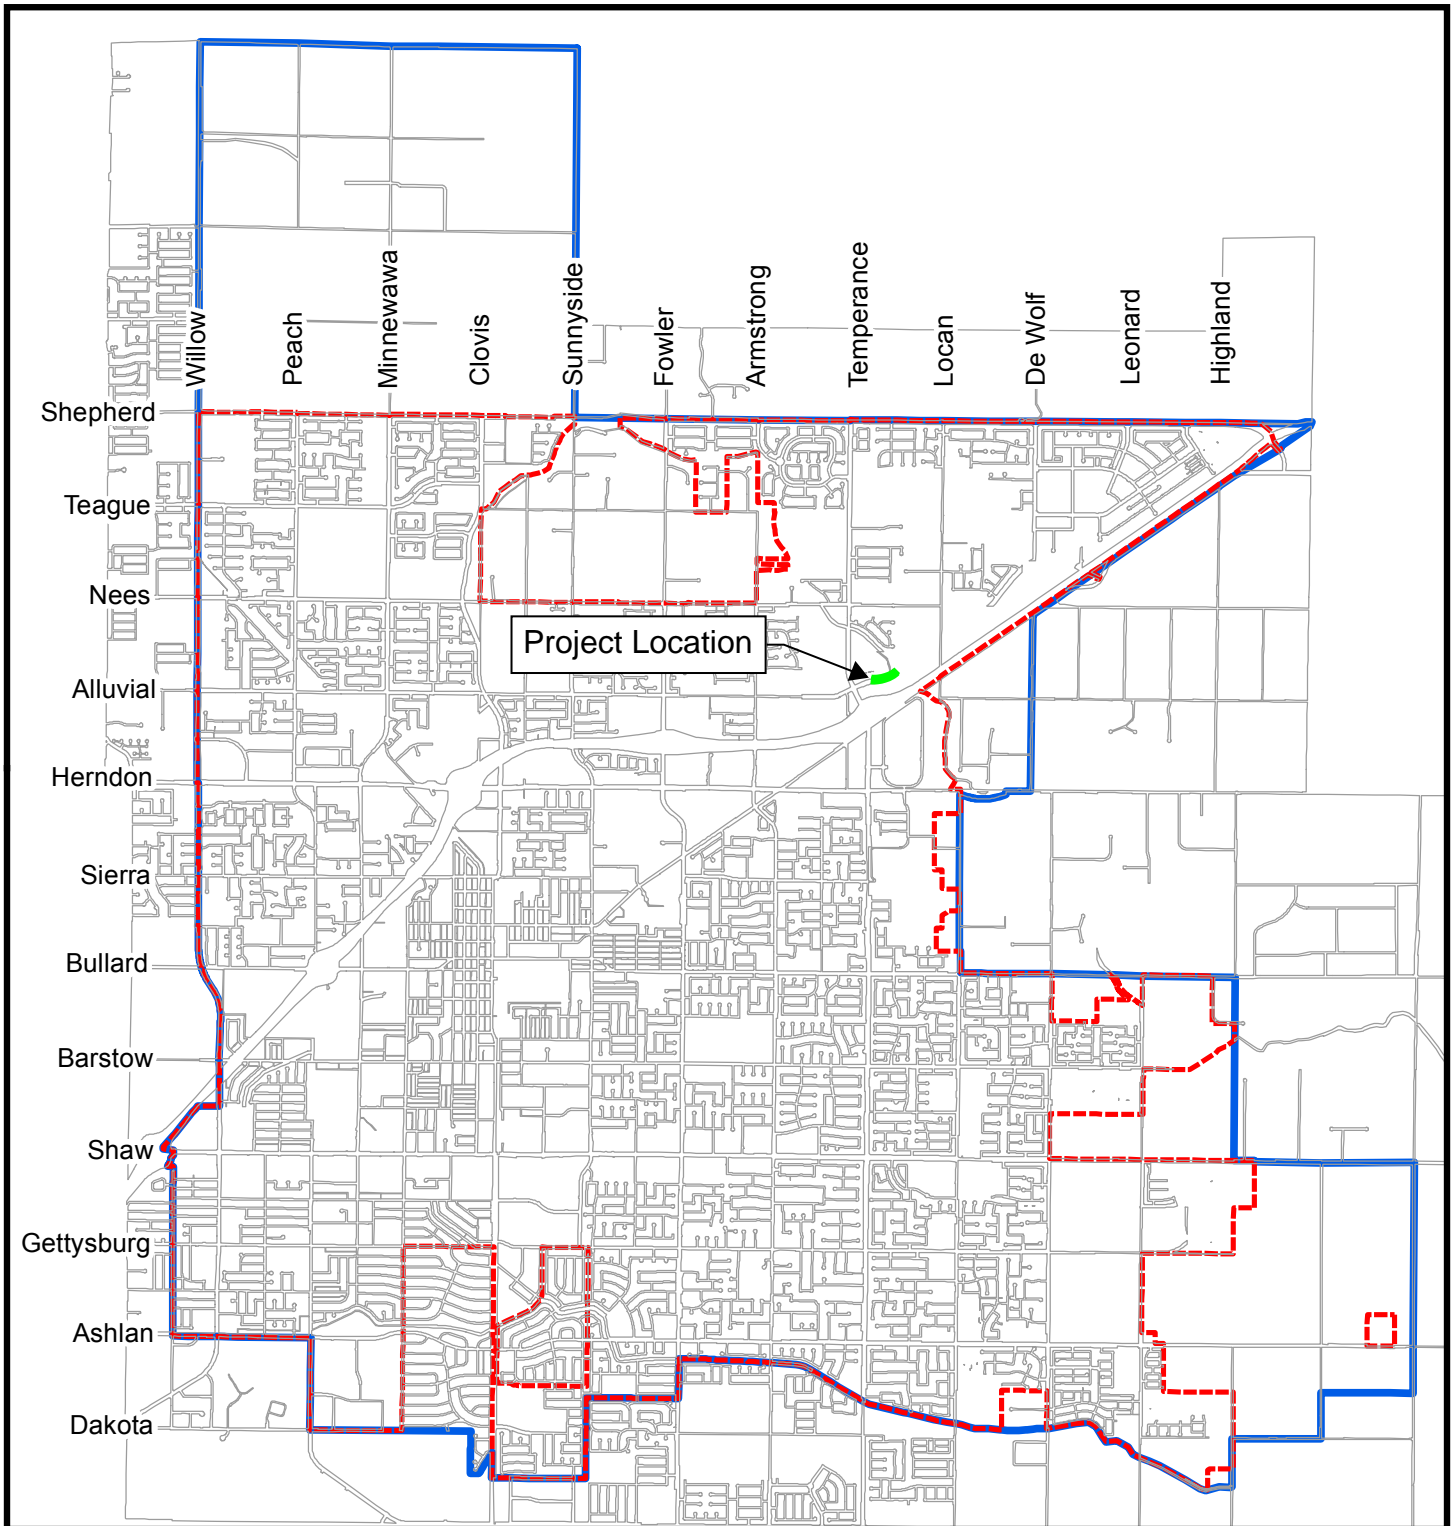 Willow
Peach
Minnewawa
Clovis
Sunnyside
Fowler
Armstrong
Temperance
Locan
De Wolf
Leonard
Highland
Shepherd
Teague
Nees
Project Location
Alluvial
Herndon
Sierra
Bullard
Barstow
Shaw
Gettysburg
Ashlan
Dakota